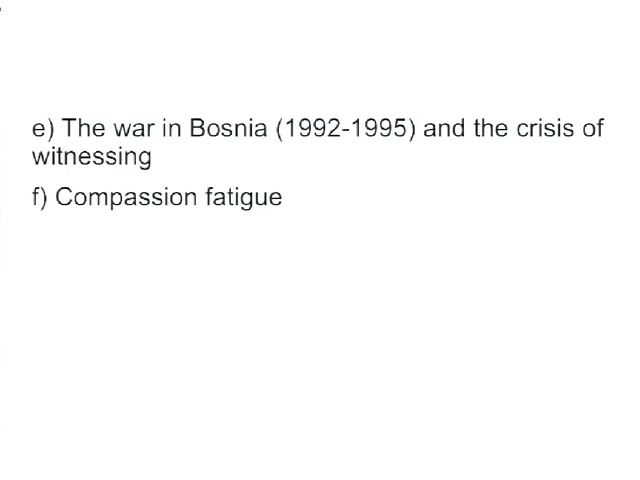 e) The war in Bosnia (1992-1995) and the crisis of
witnessing
f) Compassion fatigue